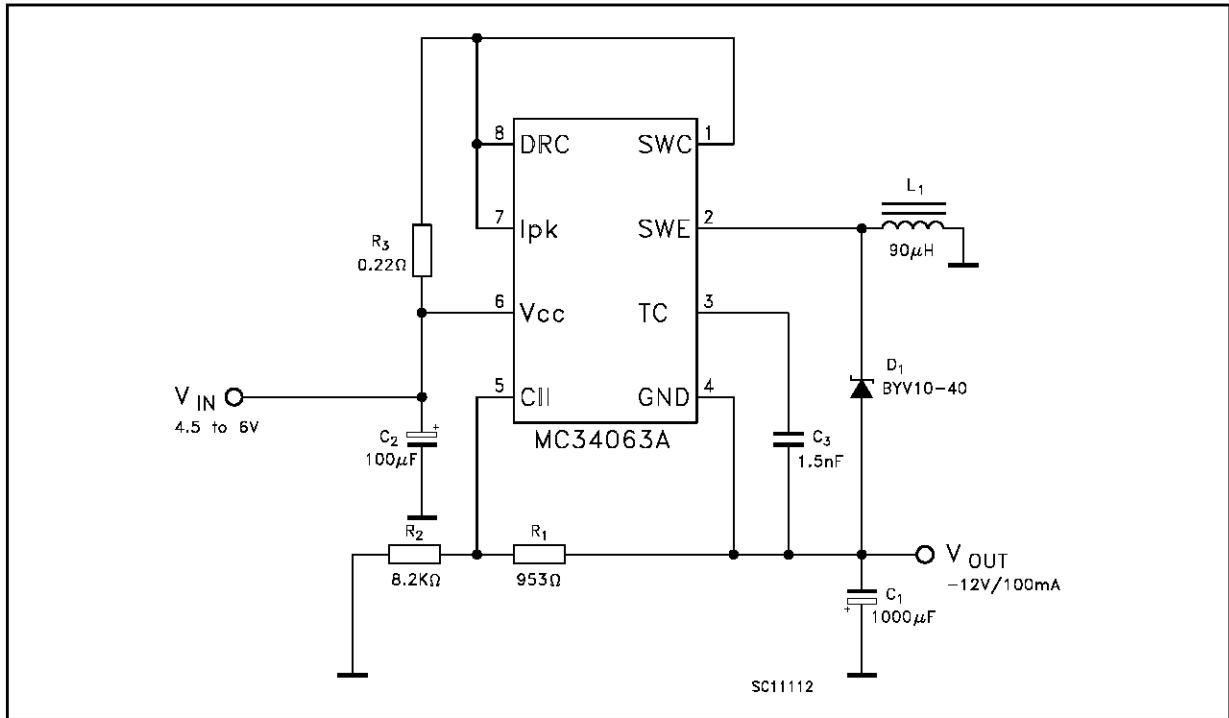 8 DRC SWC 1
L₁
7 Ipk SWE 2
90μH
R₃
0.22Ω
6 Vcc TC 3
D₁
BYV10-40
5 CII GND 4
V IN
4.5 to 6V
MC34063A
C₂ +
100μF
C₃
1.5nF
R₂ R₁
8.2KΩ 953Ω
V OUT
-12V/100mA
C₁
+ 1000μF
SC11112